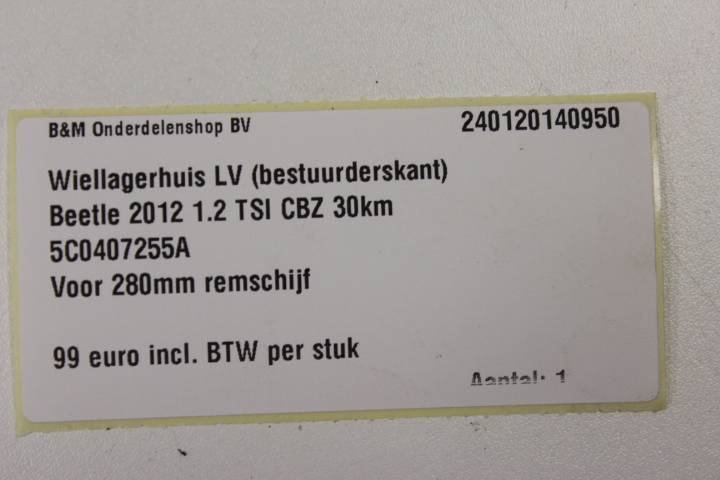 B&M Onderdelenshop BV 240120140950
Wiellagerhuis LV (bestuurderskant)
Beetle 2012 1.2 TSI CBZ 30km
5C0407255A
Voor 280mm remschijf
99 euro incl. BTW per stuk
Aantal: 1